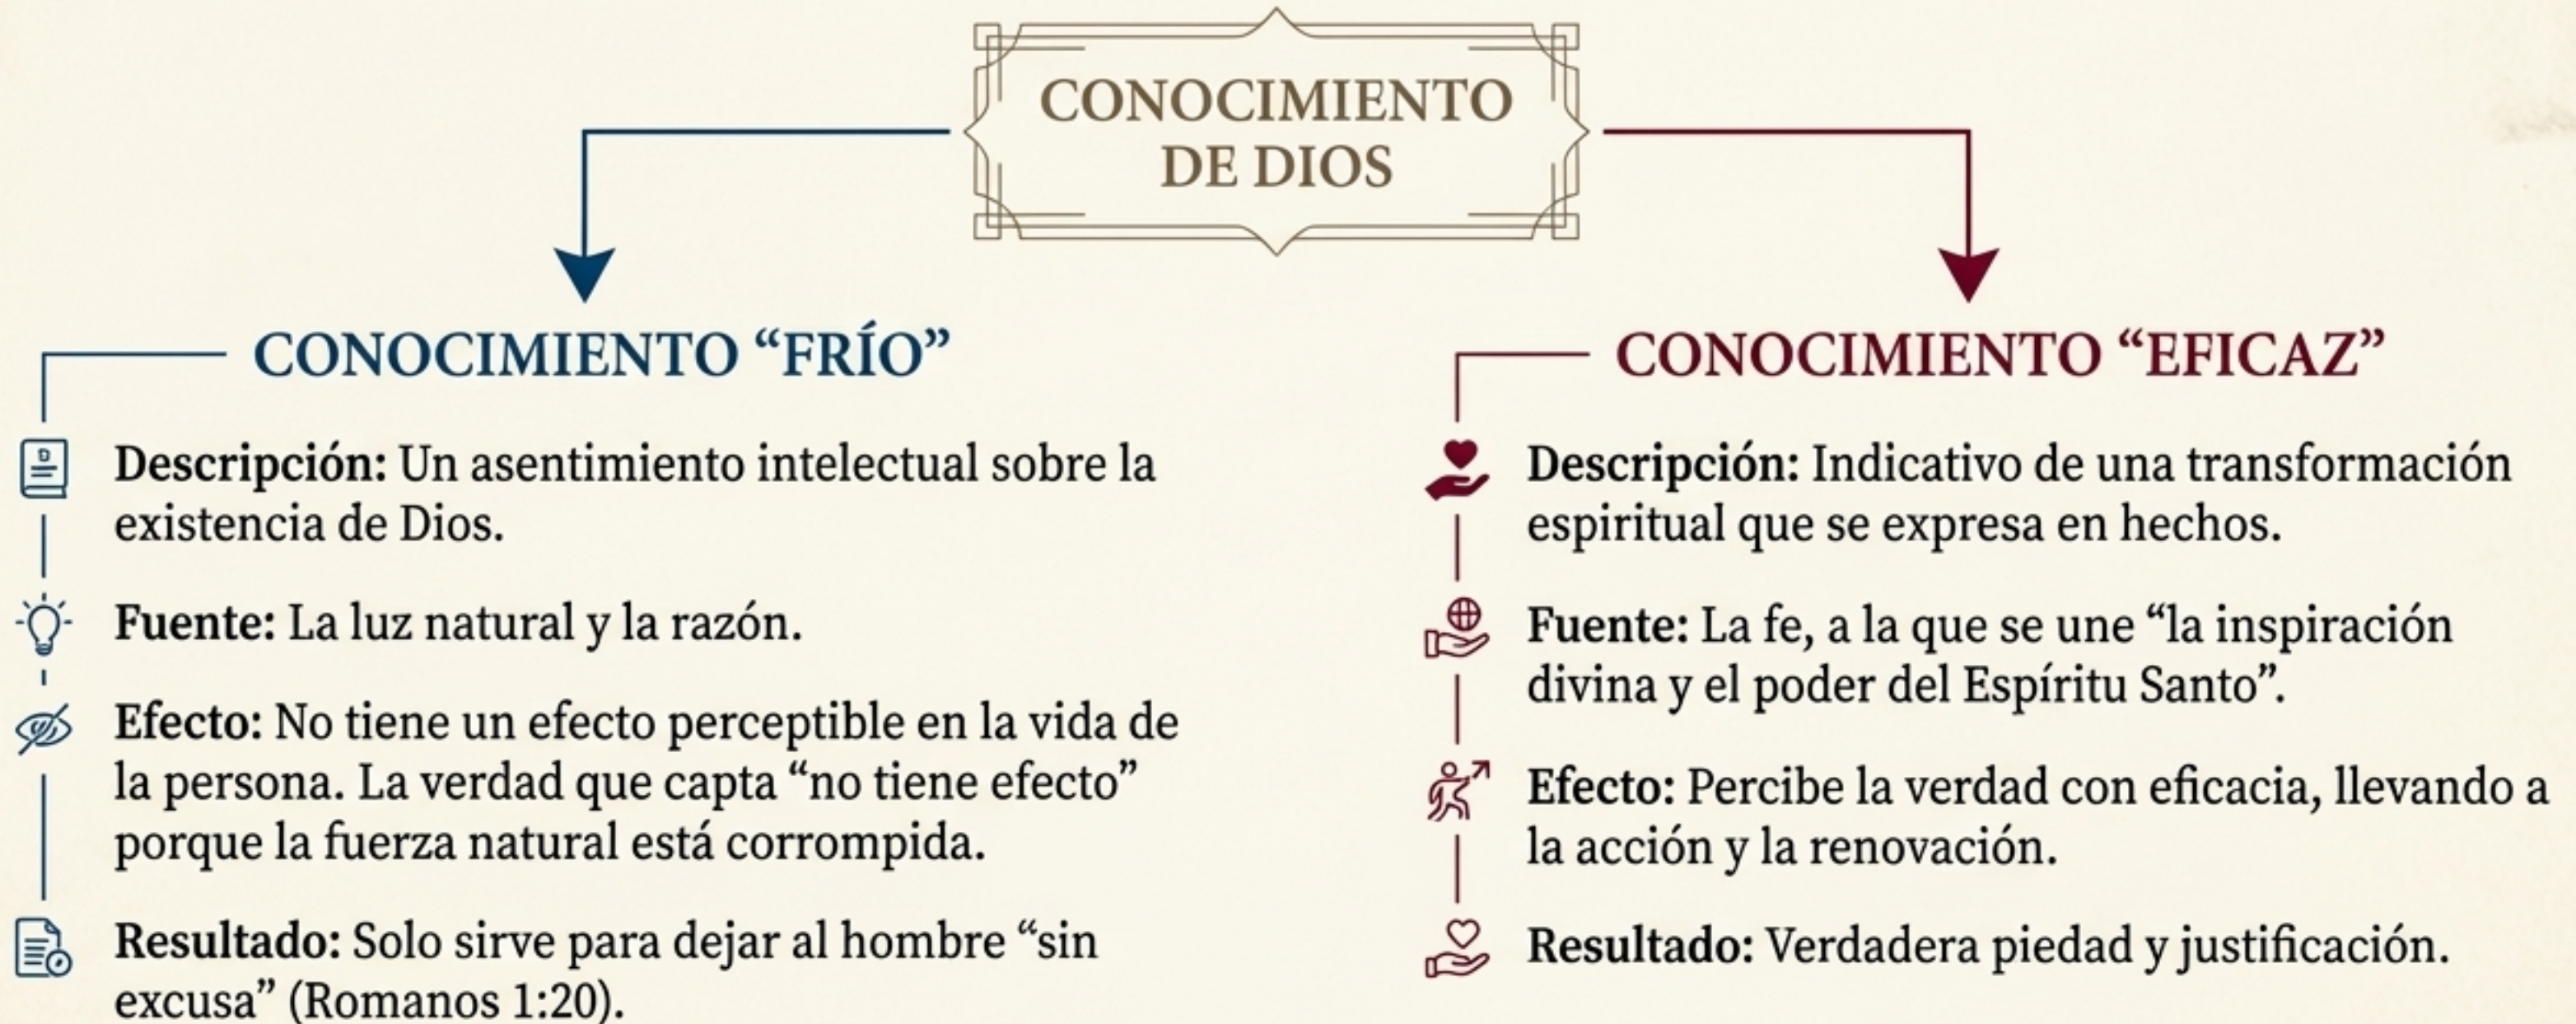 CONOCIMIENTO
DE DIOS
CONOCIMIENTO “FRÍO”
Descripción: Un asentimiento intelectual sobre la
existencia de Dios.
Fuente: La luz natural y la razón.
Efecto: No tiene un efecto perceptible en la vida de
la persona. La verdad que capta “no tiene efecto”
porque la fuerza natural está corrompida.
Resultado: Solo sirve para dejar al hombre “sin
excusa” (Romanos 1:20).
CONOCIMIENTO “EFICAZ”
Descripción: Indicativo de una transformación
espiritual que se expresa en hechos.
Fuente: La fe, a la que se une “la inspiración
divina y el poder del Espíritu Santo”.
Efecto: Percibe la verdad con eficacia, llevando a
la acción y la renovación.
Resultado: Verdadera piedad y justificación.